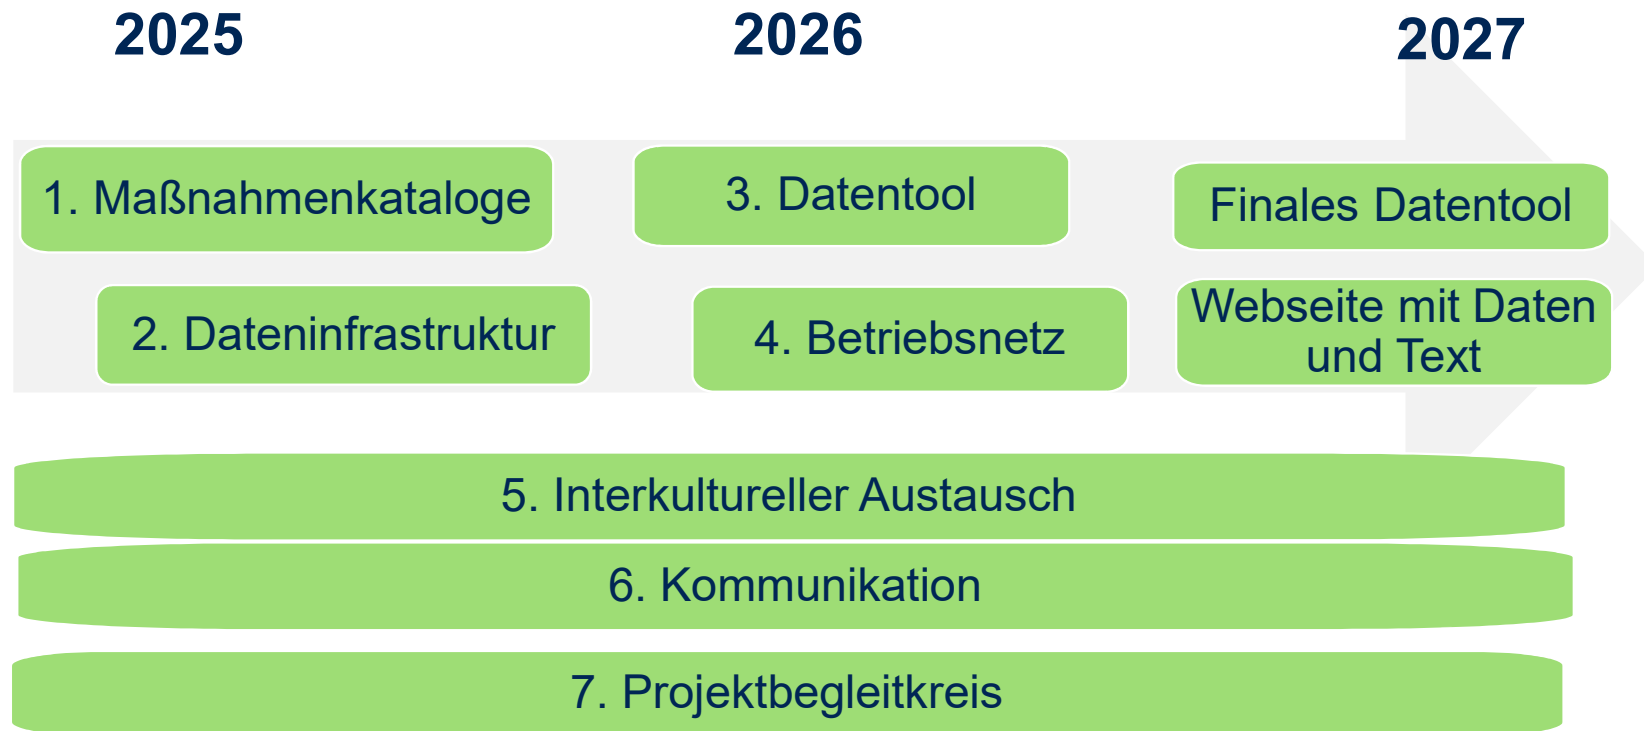 2025
2026
2027
1. Maßnahmenkataloge
3. Datentool
Finales Datentool
2. Dateninfrastruktur
4. Betriebsnetz
Webseite mit Daten
und Text
5. Interkultureller Austausch
6. Kommunikation
7. Projektbegleitkreis